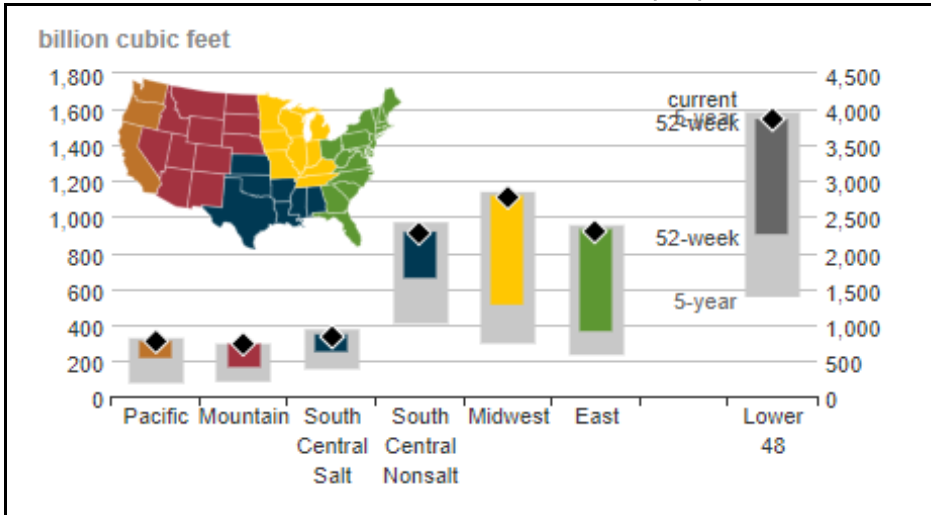 billion cubic feet
1,800
1,600
1,400
1,200
1,000
800
600
400
200
0
4,500
4,000
3,500
3,000
2,500
2,000
1,500
1,000
500
0
current
5-year
52-week
52-week
5-year
Pacific
Mountain
South
Central
Salt
South
Central
Nonsalt
Midwest
East
Lower
48